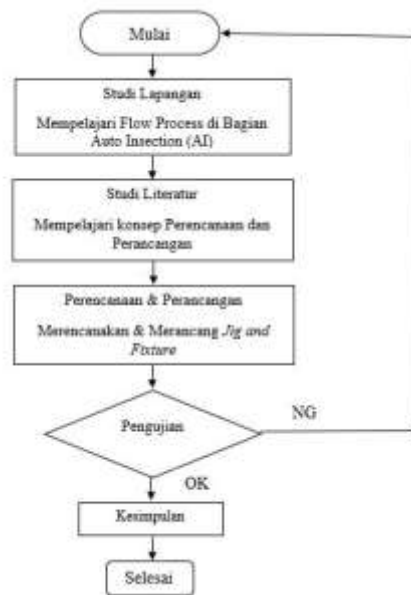 Mulai
Studi Lapangan
Mempelajari Flow Process di Bagian
Auto Insection (AI)
Studi Literatur
Mempelajari konsep Perencanaan dan
Perancangan
Perencanaan & Perancangan
Merencanakan & Merancang Jig and
Fixture
Pengujian
NG
OK
Kesimpulan
Selesai